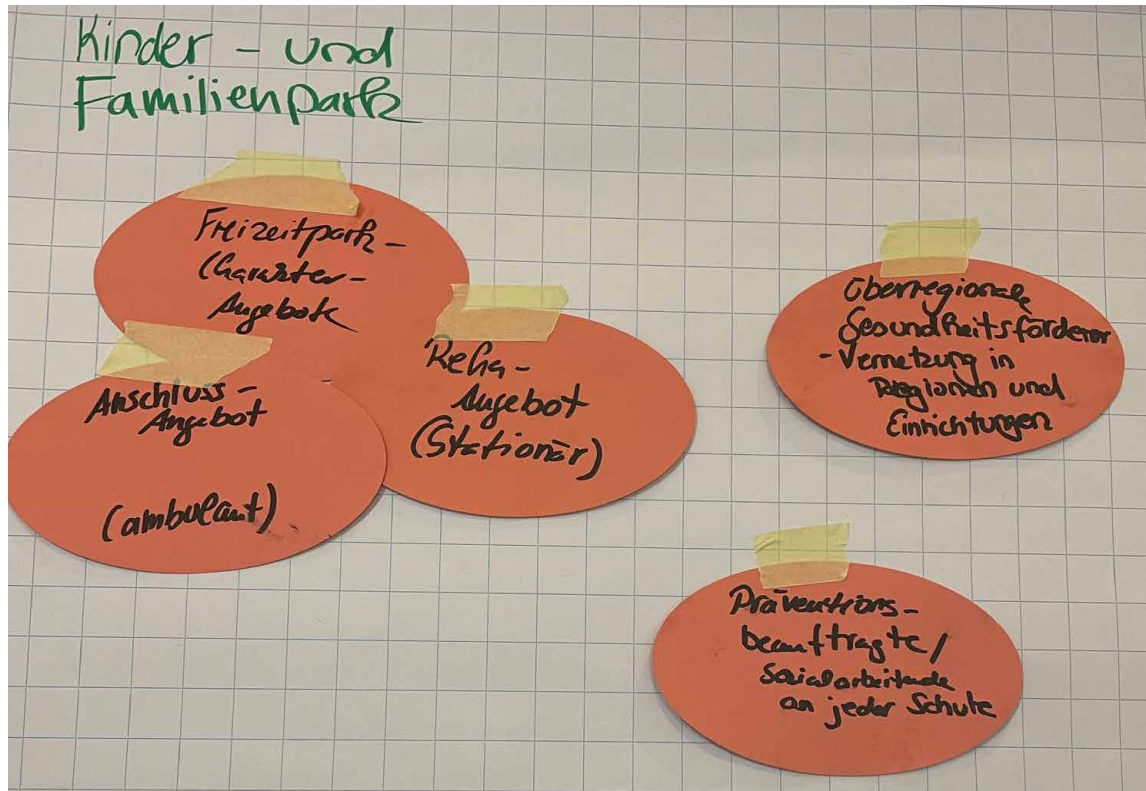 Kinder - und
Familienpark
Freizeitpark-
Charakter-
Angebote
Anschluss-
Angebot
(ambulant)
Reha-
Angebot
(Stationär)
Überregionale
Gesundheitsförderer
- Vernetzung in
Regionen und
Einrichtungen
Präventions-
beauftragte/
Sozialarbeitende
an jeder Schule